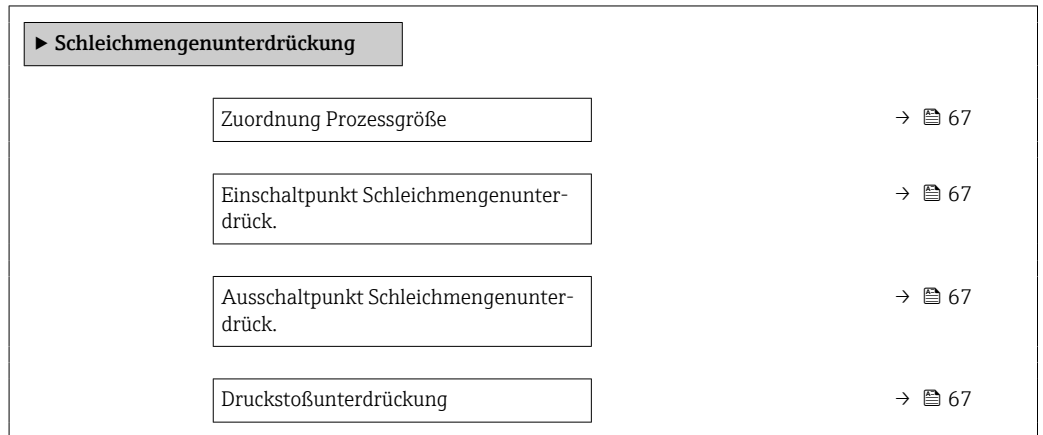 ▶ Schleichmengenunterdrückung
Zuordnung Prozessgröße → 67
Einschaltpunkt Schleichmengenunter- → 67
drück.
Ausschaltpunkt Schleichmengenunter- → 67
drück.
Druckstoßunterdrückung → 67